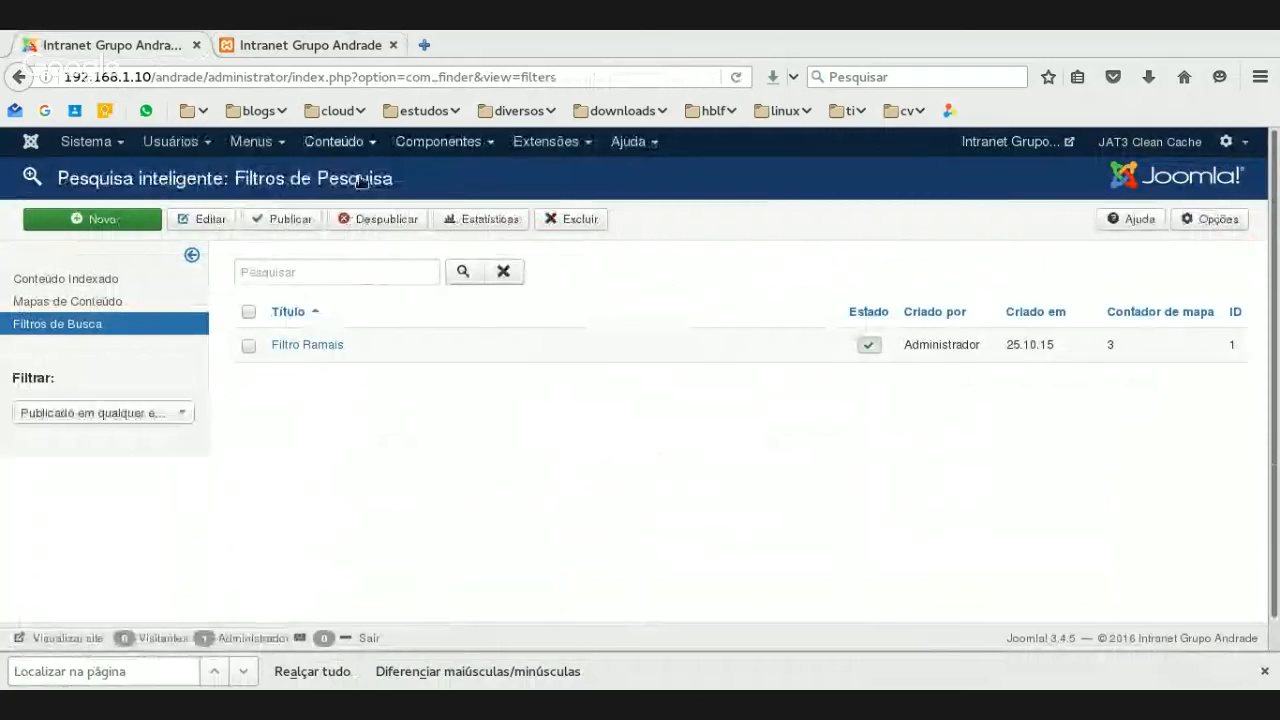 Intranet Grupo Andra... × Intranet Grupo Andrade ×
Google
192.168.1.10/andrade/administrator/index.php?option=com_finder&view=filters Pesquisar
blogs cloud estudos diversos downloads hblf linux ti cv
Sistema Usuários Menus Conteúdo Componentes Extensões Ajuda Intranet Grupo... JAT3 Clean Cache
Pesquisa inteligente: Filtros de Pesquisa Joomla!
Novo Editar Publicar Despublicar Estatísticas Excluir Ajuda Opções
Conteúdo Indexado
Mapas de Conteúdo
Filtros de Busca
Filtrar:
Publicado em qualquer e...
Pesquisar
Título Estado Criado por Criado em Contador de mapa ID
Filtro Ramais Administrador 25.10.15 3 1
Visualizar site 0 Visitantes 1 Administrador 0 Sair Joomla! 3.4.5 — © 2016 Intranet Grupo Andrade
Localizar na página Realçar tudo Diferenciar maiúsculas/minúsculas ×